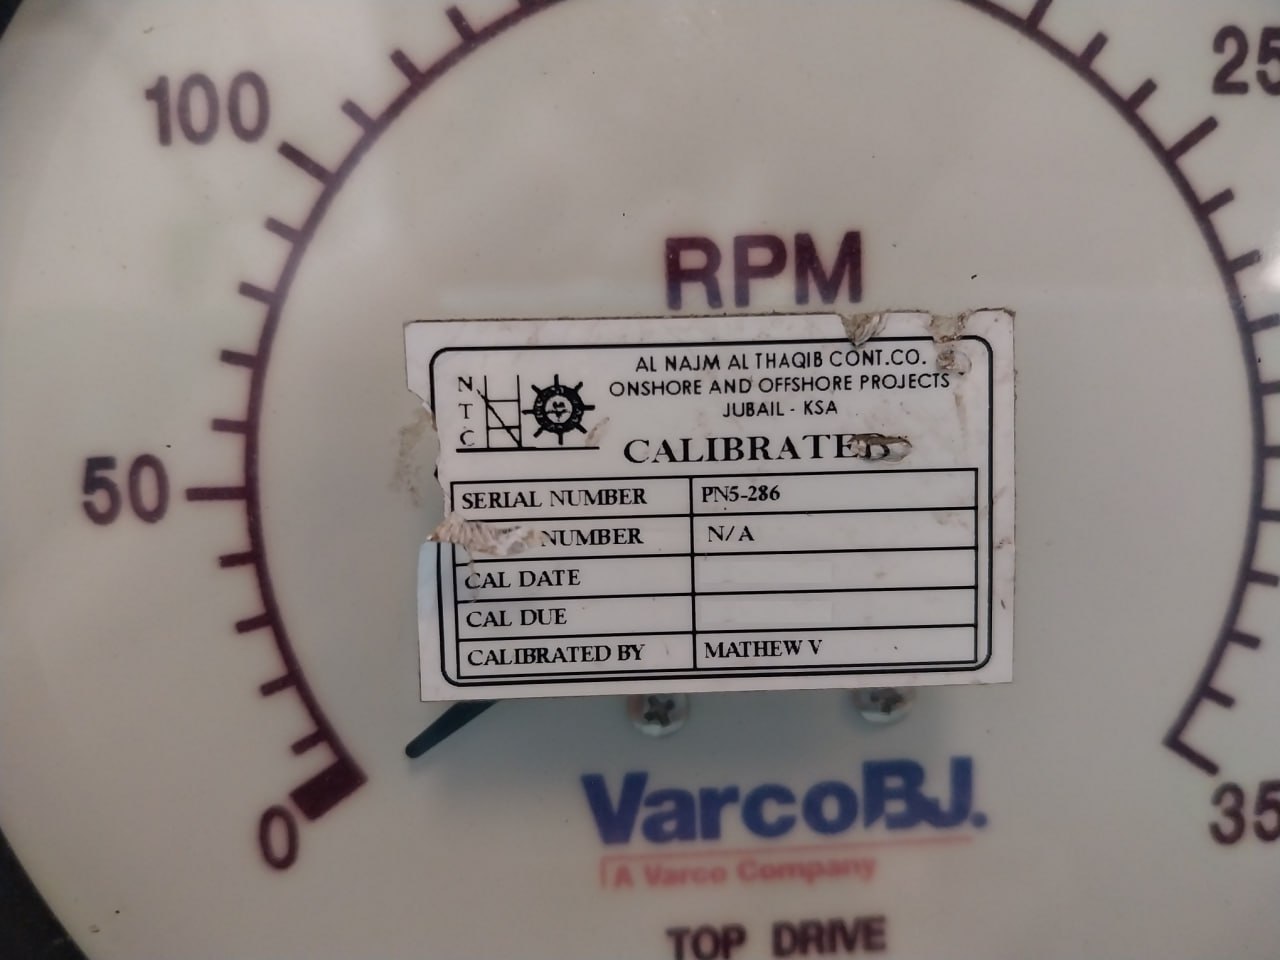 100
25
RPM
N
T
C
AL NAJM AL THAQIB CONT.CO.
ONSHORE AND OFFSHORE PROJECTS
JUBAIL - KSA
CALIBRATED
50
SERIAL NUMBER PN5-286
NUMBER N/A
CAL DATE
CAL DUE
CALIBRATED BY MATHEW V
0
35
VarcoBJ.
A Varco Company
TOP DRIVE